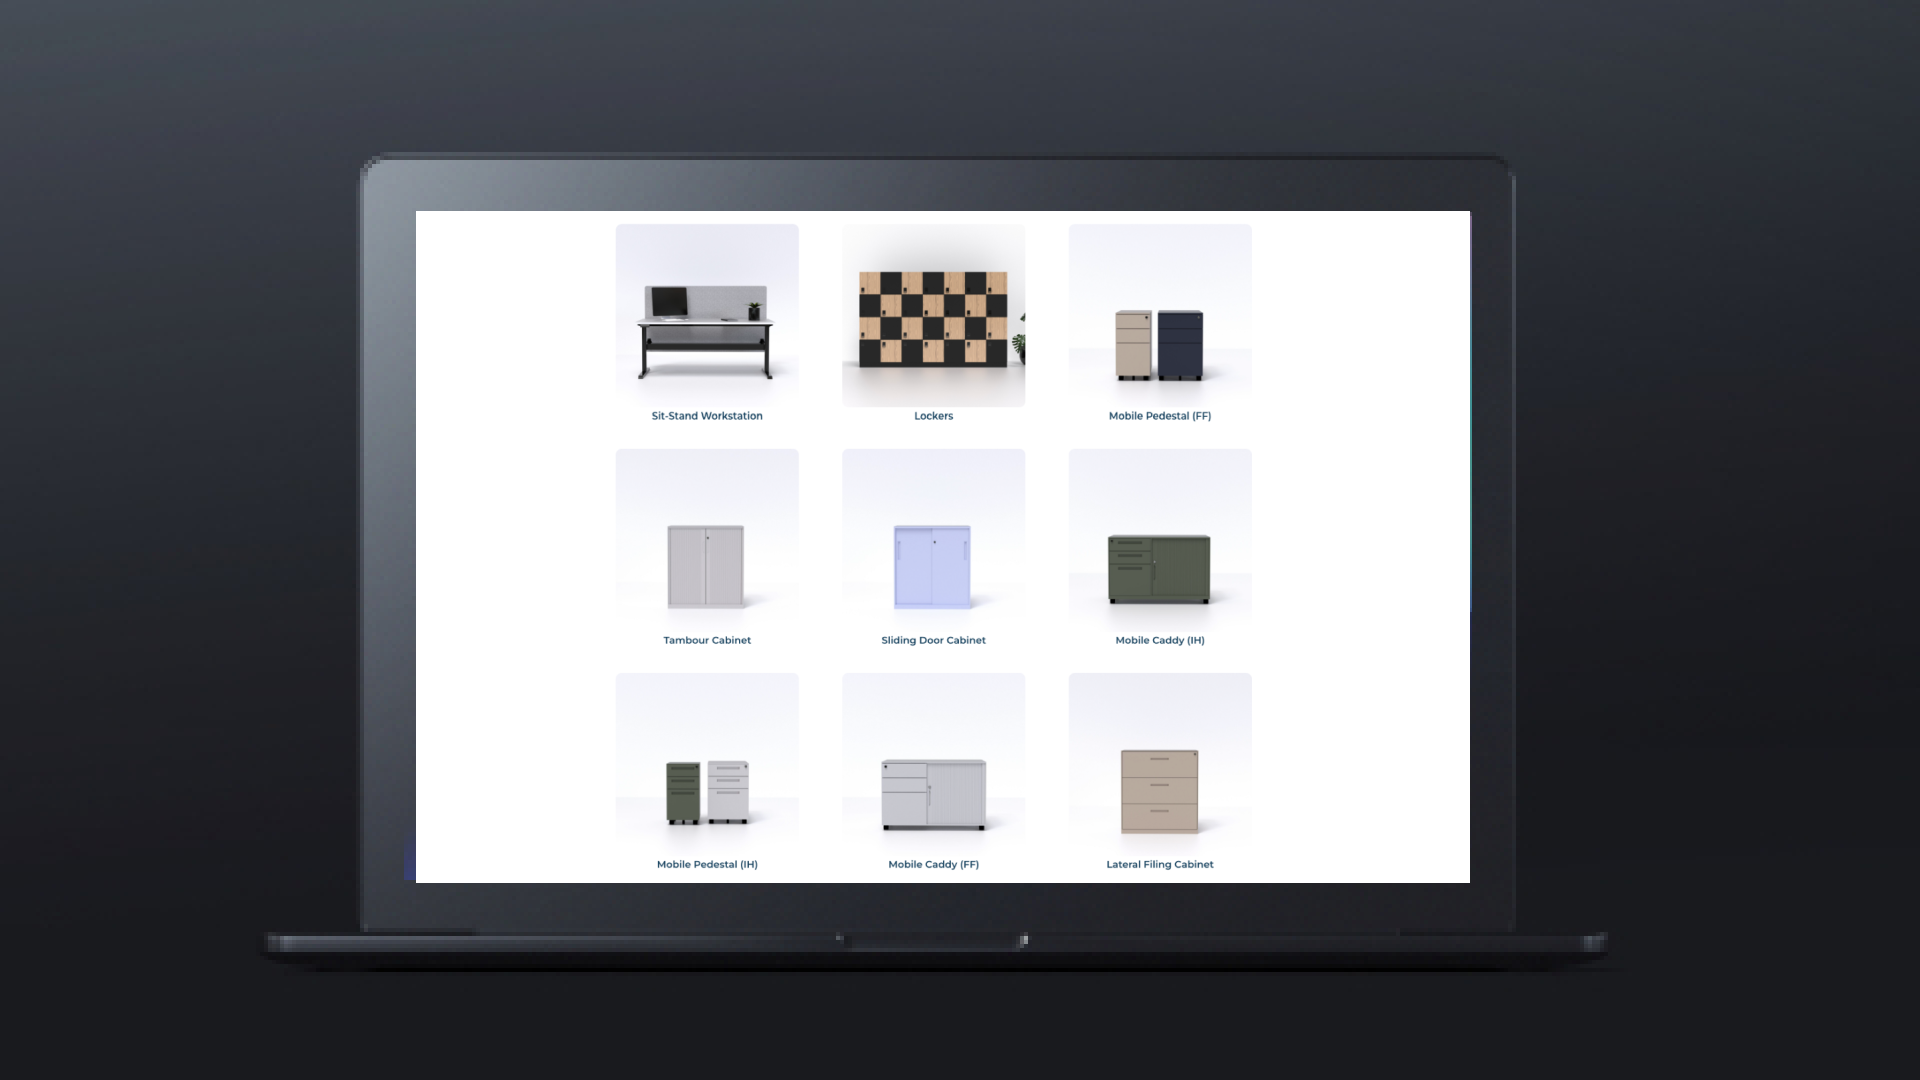 Sit-Stand Workstation
Lockers
Mobile Pedestal (FF)
Tambour Cabinet
Sliding Door Cabinet
Mobile Caddy (IH)
Mobile Pedestal (IH)
Mobile Caddy (FF)
Lateral Filing Cabinet